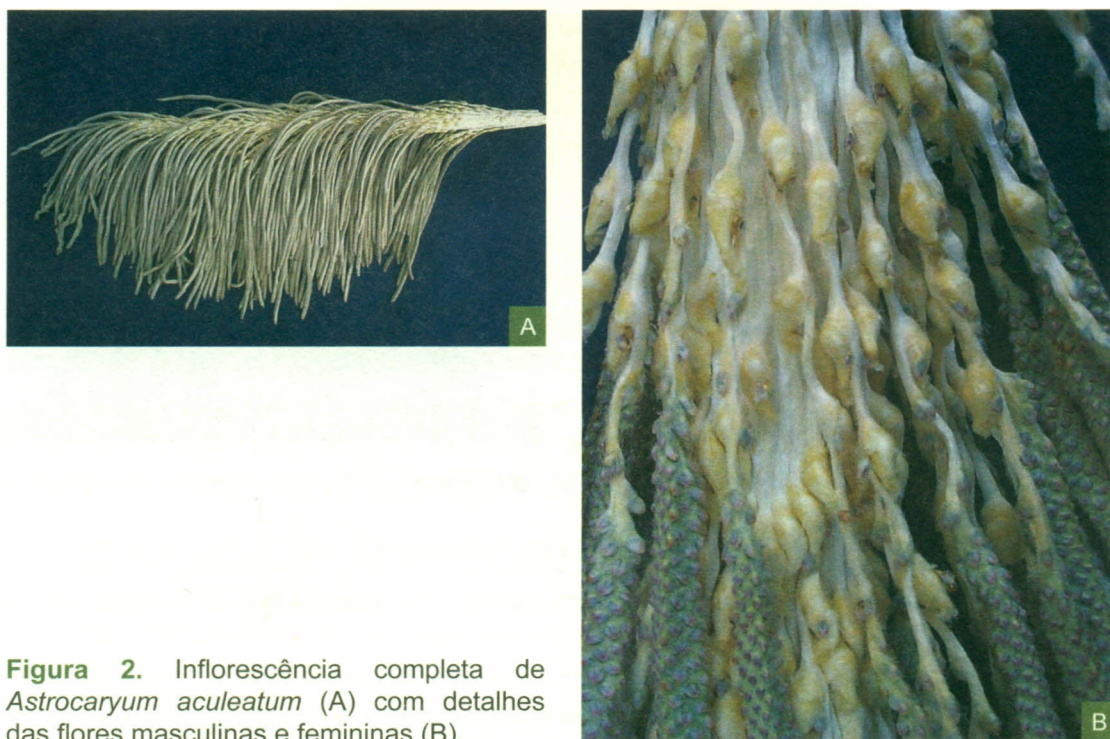 A
B
Figura 2. Inflorescência completa de
Astrocaryum aculeatum (A) com detalhes
das flores masculinas e femininas (B).